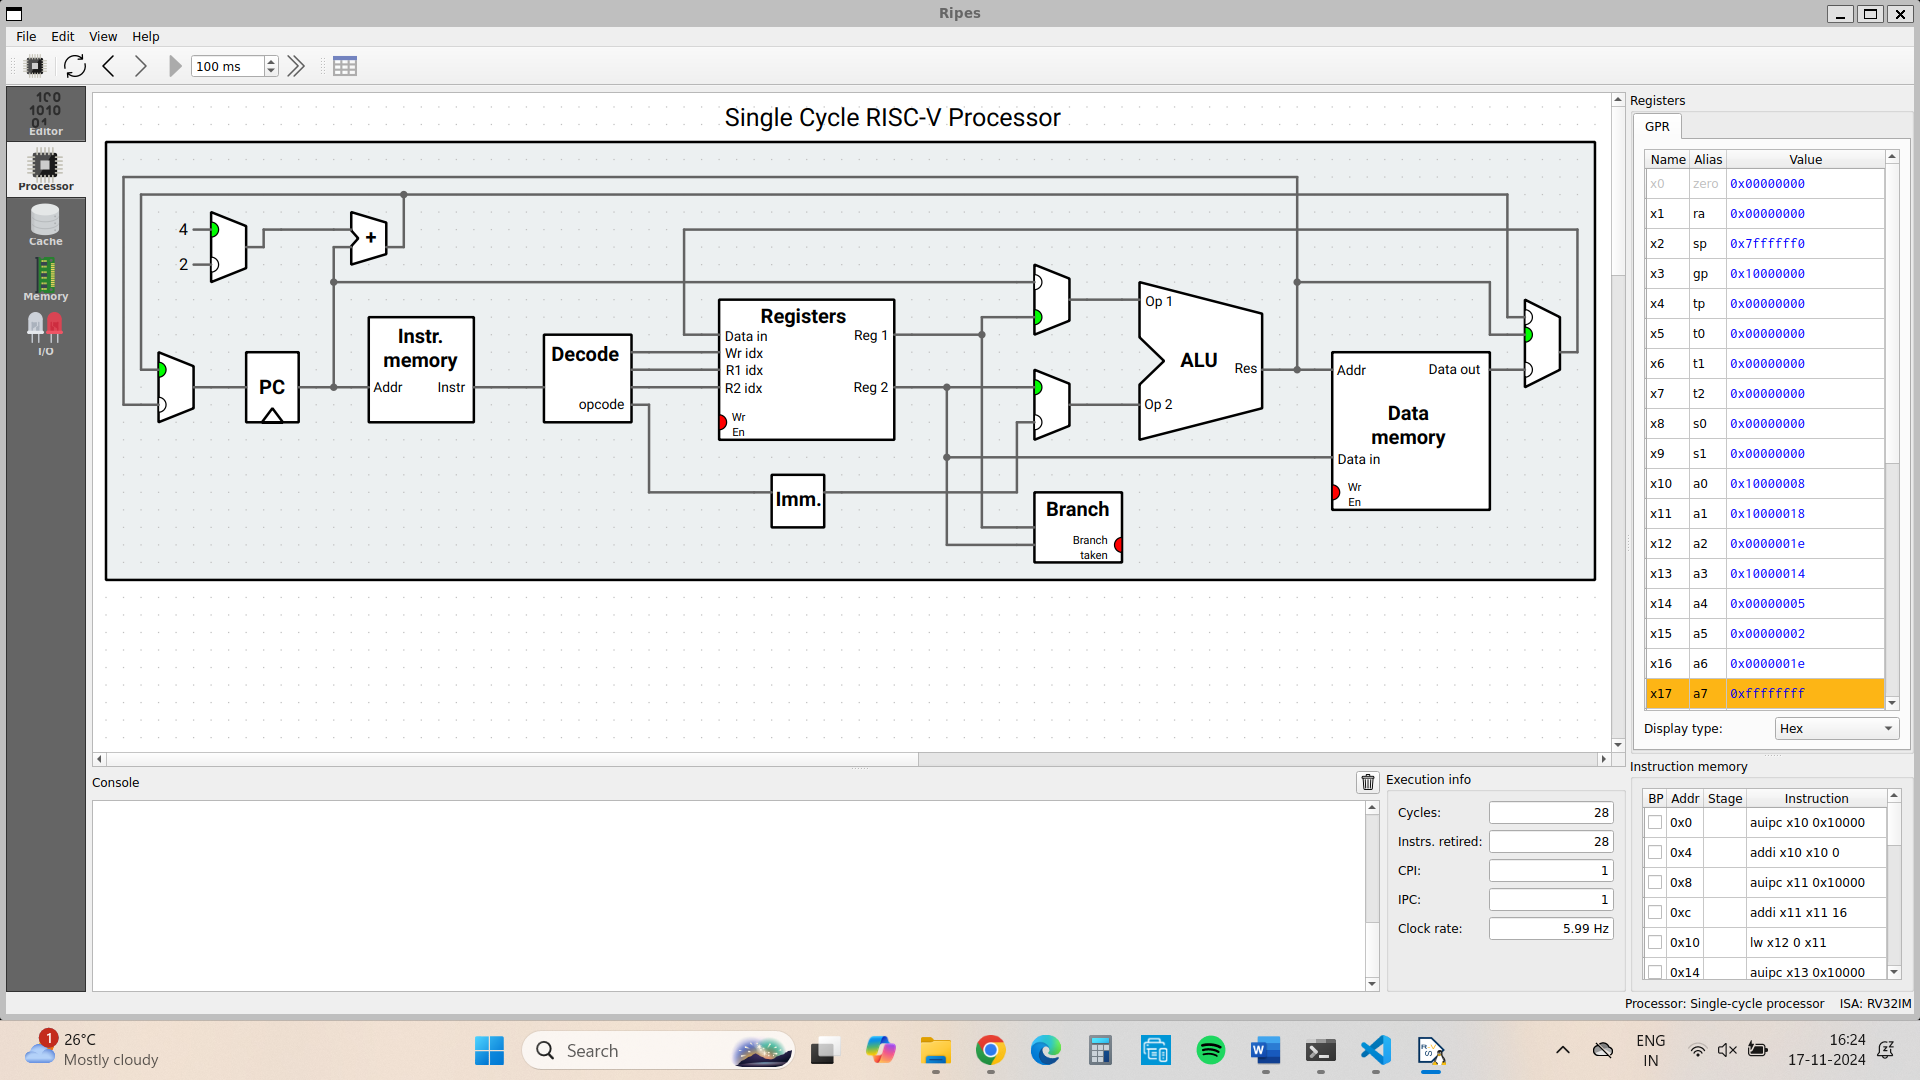 Ripes
File Edit View Help
100 ms
Editor
Processor
Cache
Memory
I/O
Single Cycle RISC-V Processor
4
2
+
PC
Instr.
memory
Addr Instr
Decode
opcode
Registers
Data in Reg 1
Wr idx
R1 idx
R2 idx Reg 2
Wr
En
Imm.
Op 1
ALU
Res
Op 2
Branch
Branch
taken
Addr Data out
Data
memory
Data in
Wr
En
Registers
GPR
Name Alias Value
x0 zero 0x00000000
x1 ra 0x00000000
x2 sp 0x7ffffff0
x3 gp 0x10000000
x4 tp 0x00000000
x5 t0 0x00000000
x6 t1 0x00000000
x7 t2 0x00000000
x8 s0 0x00000000
x9 s1 0x00000000
x10 a0 0x10000008
x11 a1 0x10000018
x12 a2 0x0000001e
x13 a3 0x10000014
x14 a4 0x00000005
x15 a5 0x00000002
x16 a6 0x0000001e
x17 a7 0xffffffff
Display type: Hex
Console
Execution info
Cycles: 28
Instrs. retired: 28
CPI: 1
IPC: 1
Clock rate: 5.99 Hz
Instruction memory
BP Addr Stage Instruction
0x0 auipc x10 0x10000
0x4 addi x10 x10 0
0x8 auipc x11 0x10000
0xc addi x11 x11 16
0x10 lw x12 0 x11
0x14 auipc x13 0x10000
Processor: Single-cycle processor ISA: RV32IM
1
26°C
Mostly cloudy
Search
ENG
IN
16:24
17-11-2024